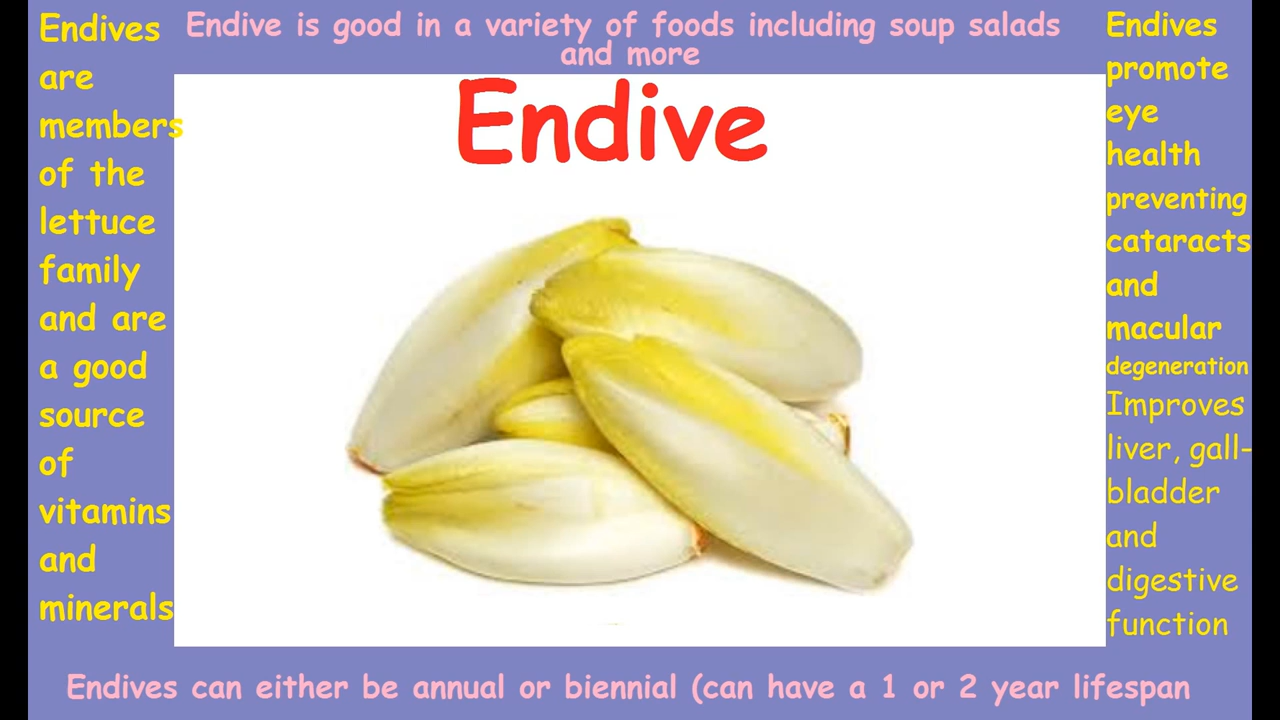 Endive is good in a variety of foods including soup salads
and more
Endives
are
members
of the
lettuce
family
and are
a good
source
of
vitamins
and
minerals
Endive
Endives
promote
eye
health
preventing
cataracts
and
macular
degeneration
Improves
liver, gall-
bladder
and
digestive
function
Endives can either be annual or biennial (can have a 1 or 2 year lifespan